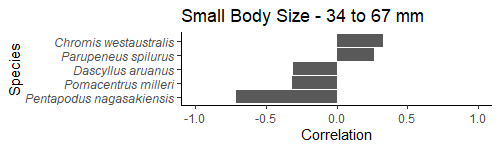 Small Body Size - 34 to 67 mm
Species
Chromis westaustralis
Parupeneus spilurus
Dascyllus aruanus
Pomacentrus milleri
Pentapodus nagasakiensis
-1.0 -0.5 0.0 0.5 1.0
Correlation